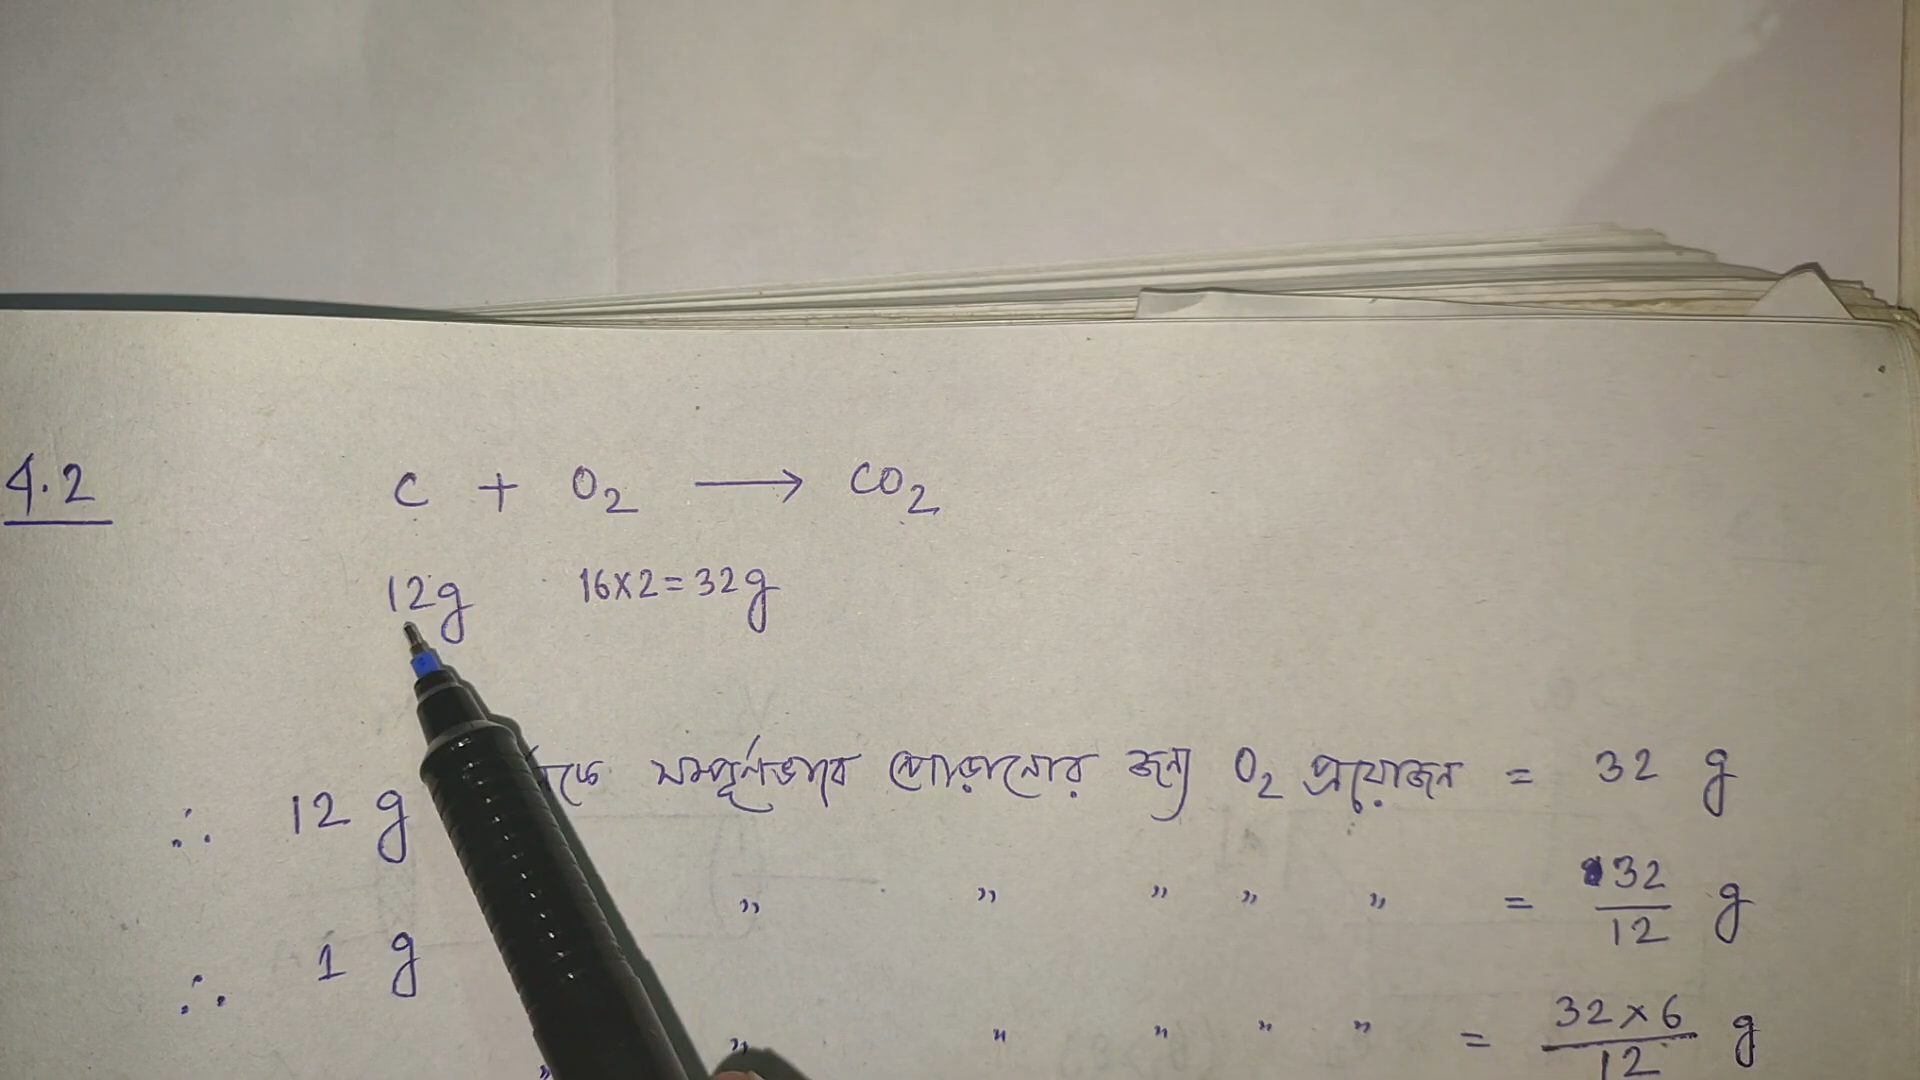 4.2 C + O2 → CO2
12g 16×2=32g
∴ 12 g সম্পূর্ণভাবে পোড়ানোর জন্য O2 প্রয়োজন = 32 g
∴ 1 g " " " " " = 32/12 g
" " " " " " = 32×6/12 g